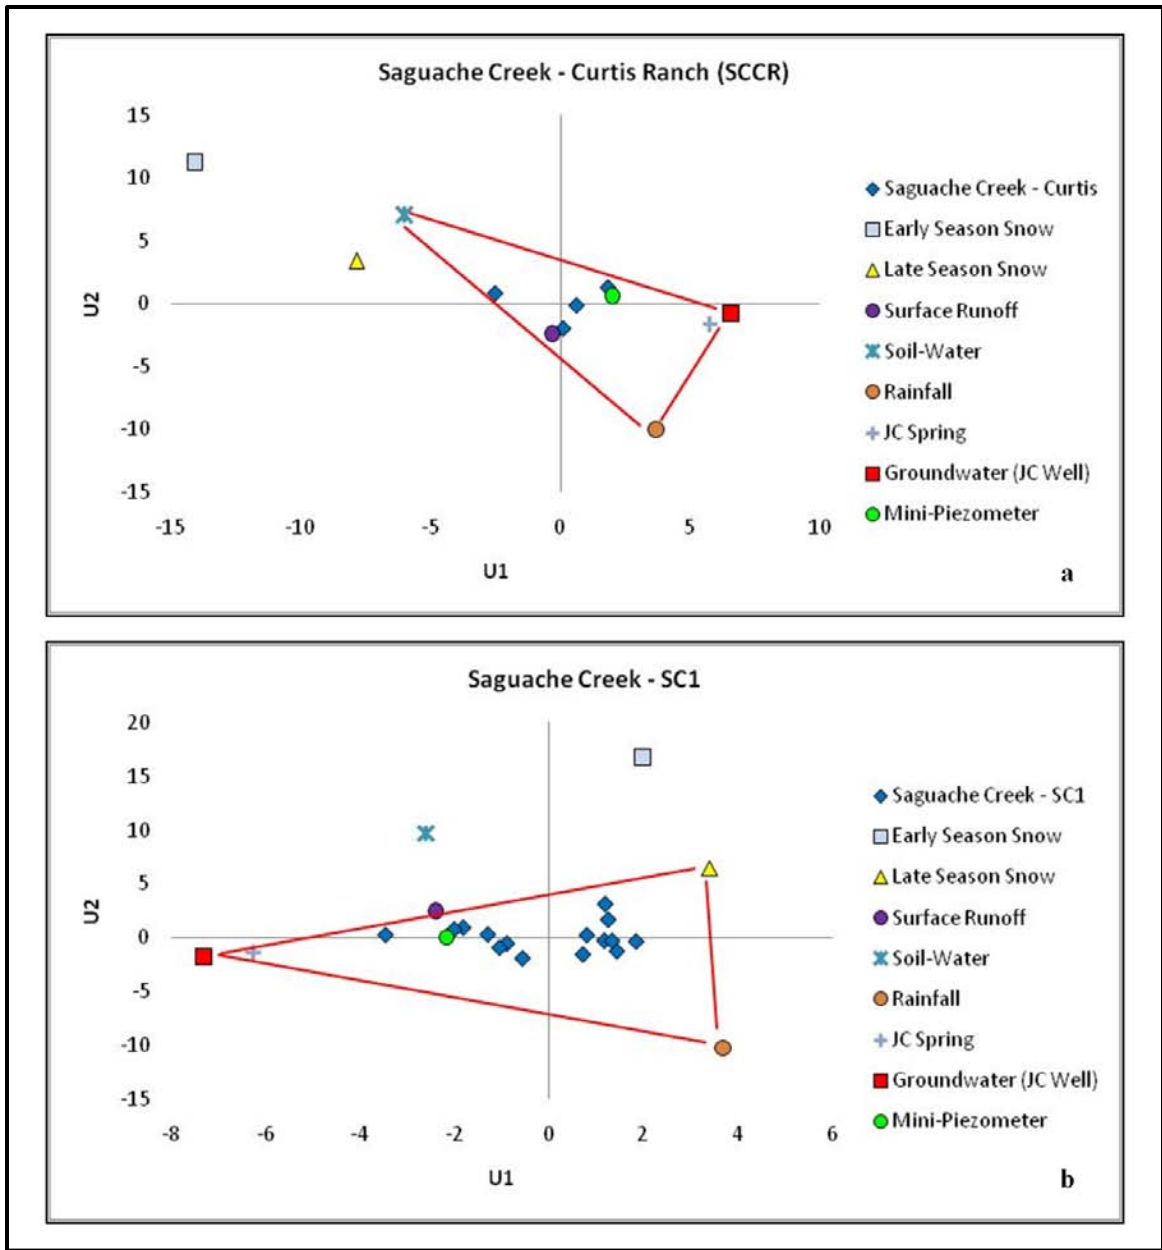 Saguache Creek - Curtis Ranch (SCCR)
15
10
5
0
-5
-10
-15
U2
-15 -10 -5 0 5 10
U1
Saguache Creek - Curtis
Early Season Snow
Late Season Snow
Surface Runoff
Soil-Water
Rainfall
JC Spring
Groundwater (JC Well)
Mini-Piezometer
a
Saguache Creek - SC1
20
15
10
5
0
-5
-10
-15
U2
-8 -6 -4 -2 0 2 4 6
U1
Saguache Creek - SC1
Early Season Snow
Late Season Snow
Surface Runoff
Soil-Water
Rainfall
JC Spring
Groundwater (JC Well)
Mini-Piezometer
b